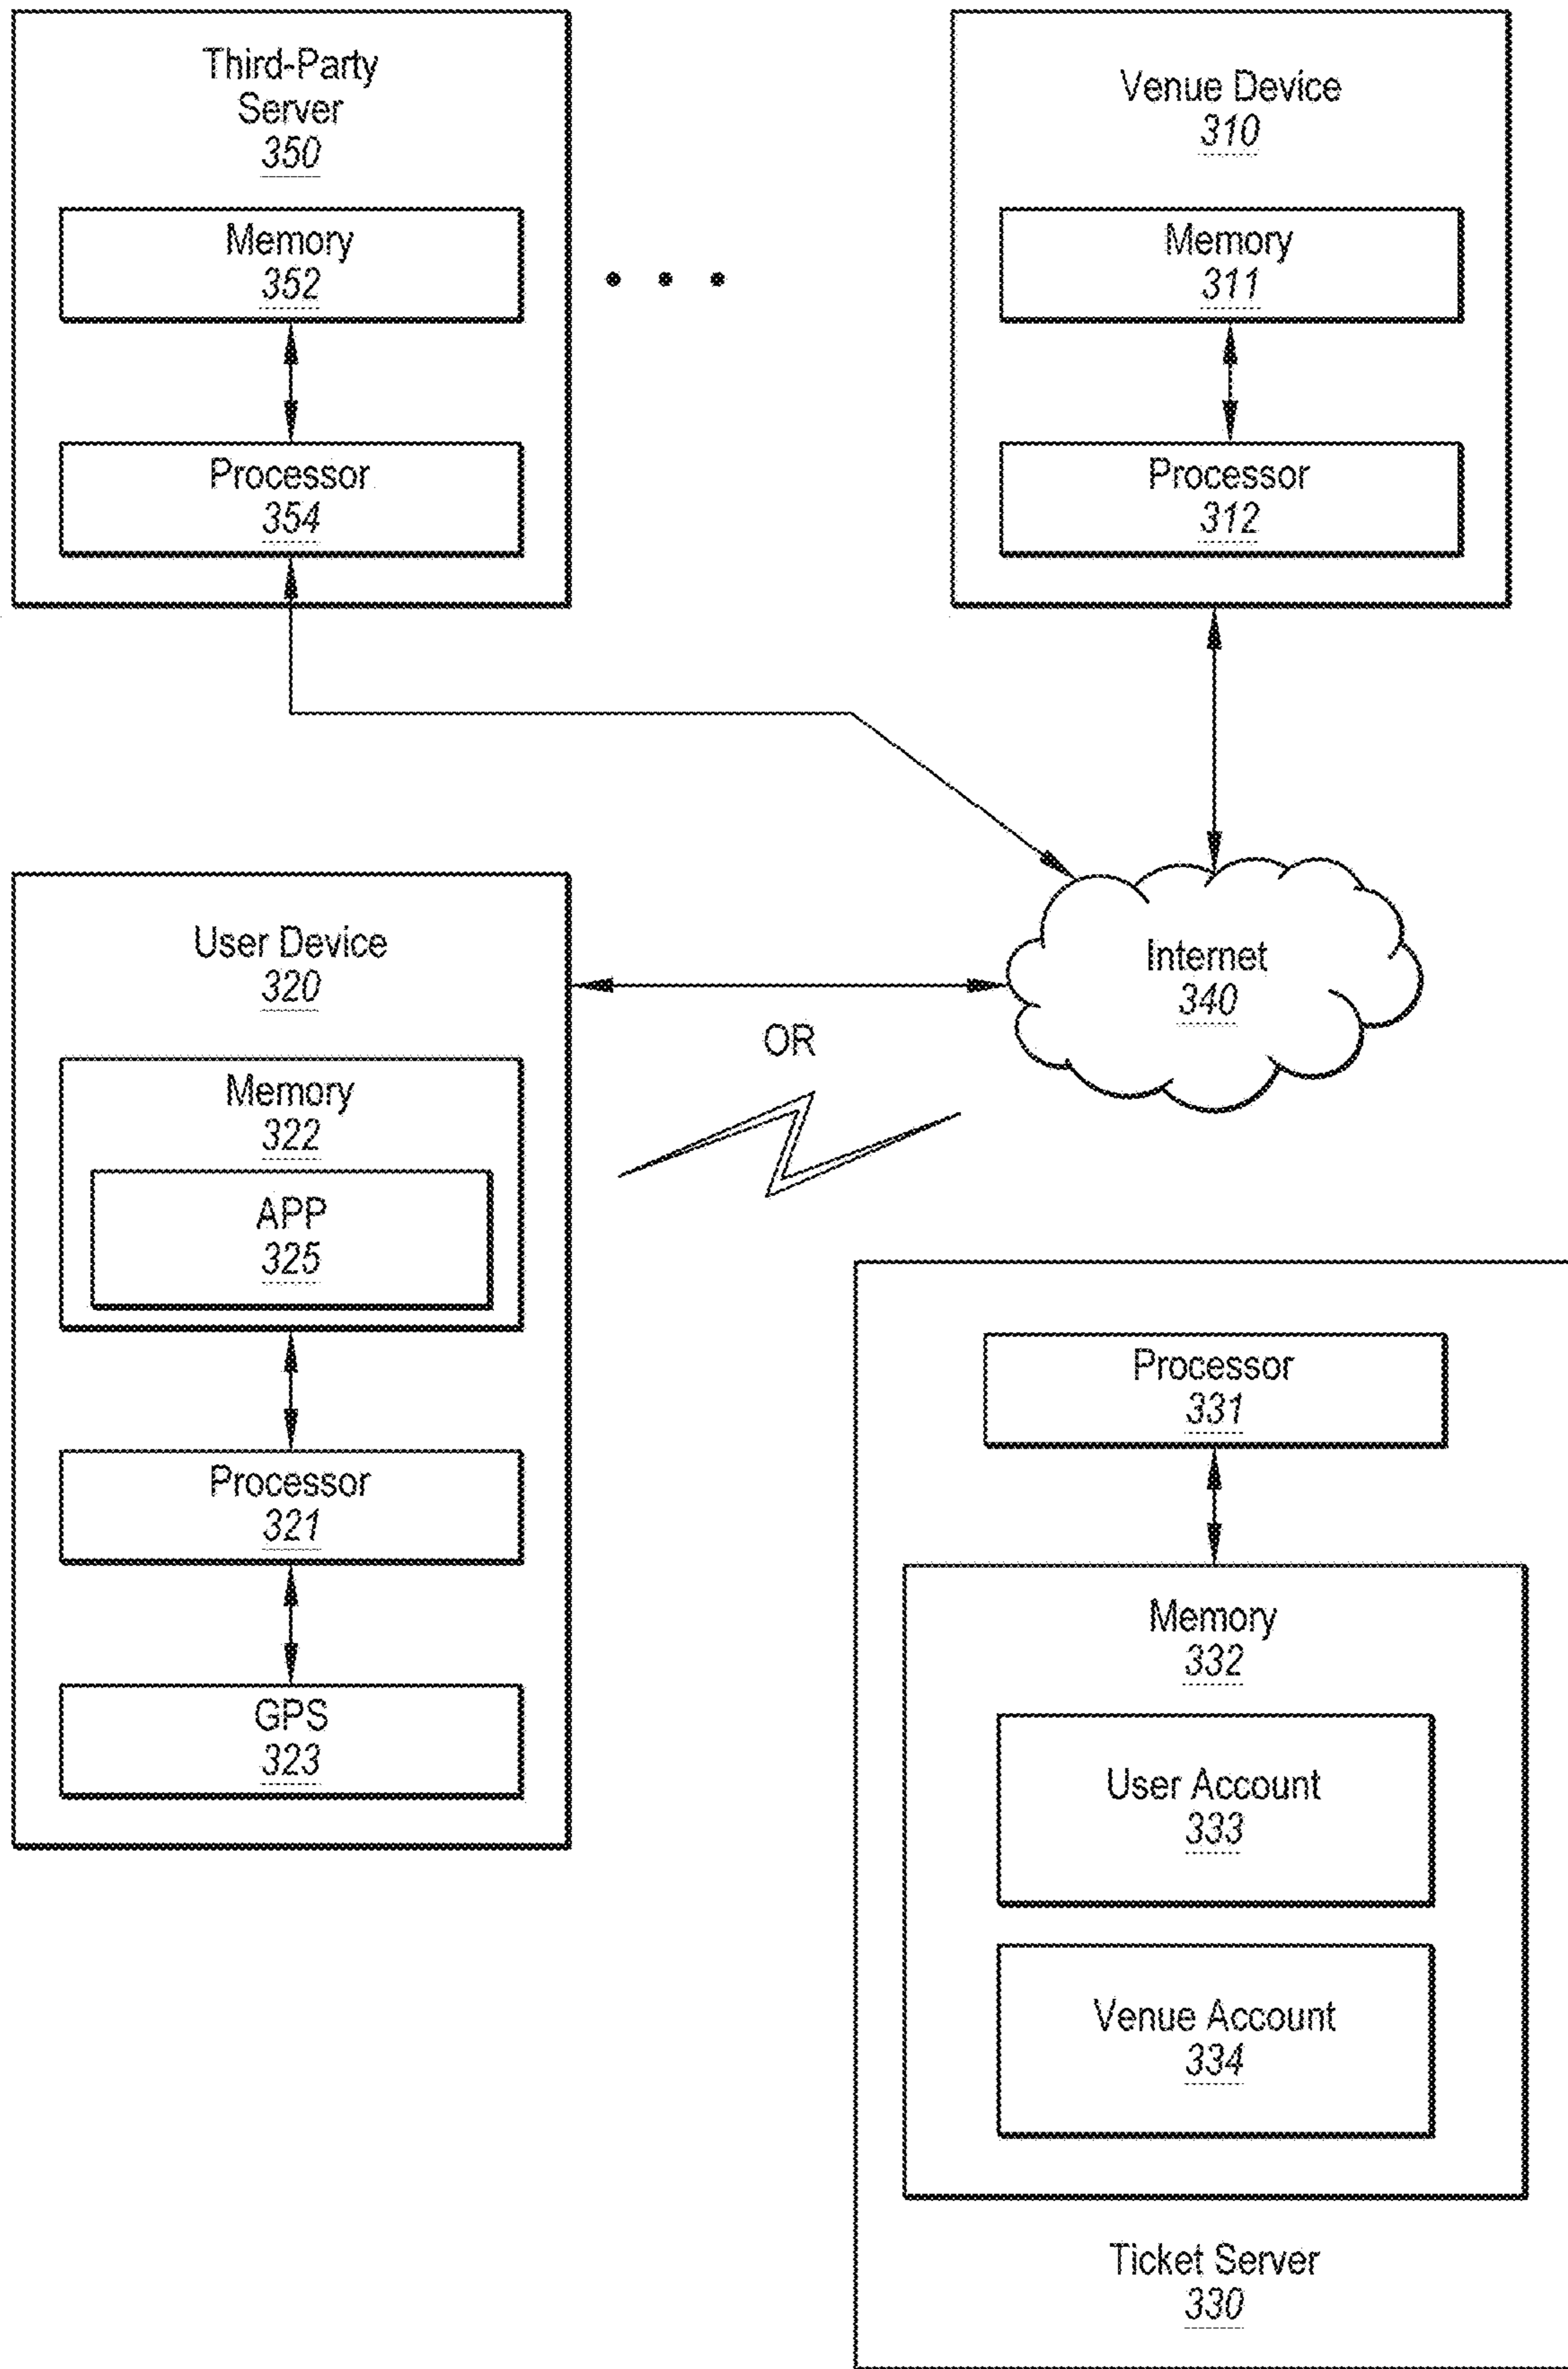 Third-Party
Server
350
Memory
352
Processor
354
Venue Device
310
Memory
311
Processor
312
User Device
320
Memory
322
APP
325
Processor
321
GPS
323
OR
Internet
340
Processor
331
Memory
332
User Account
333
Venue Account
334
Ticket Server
330